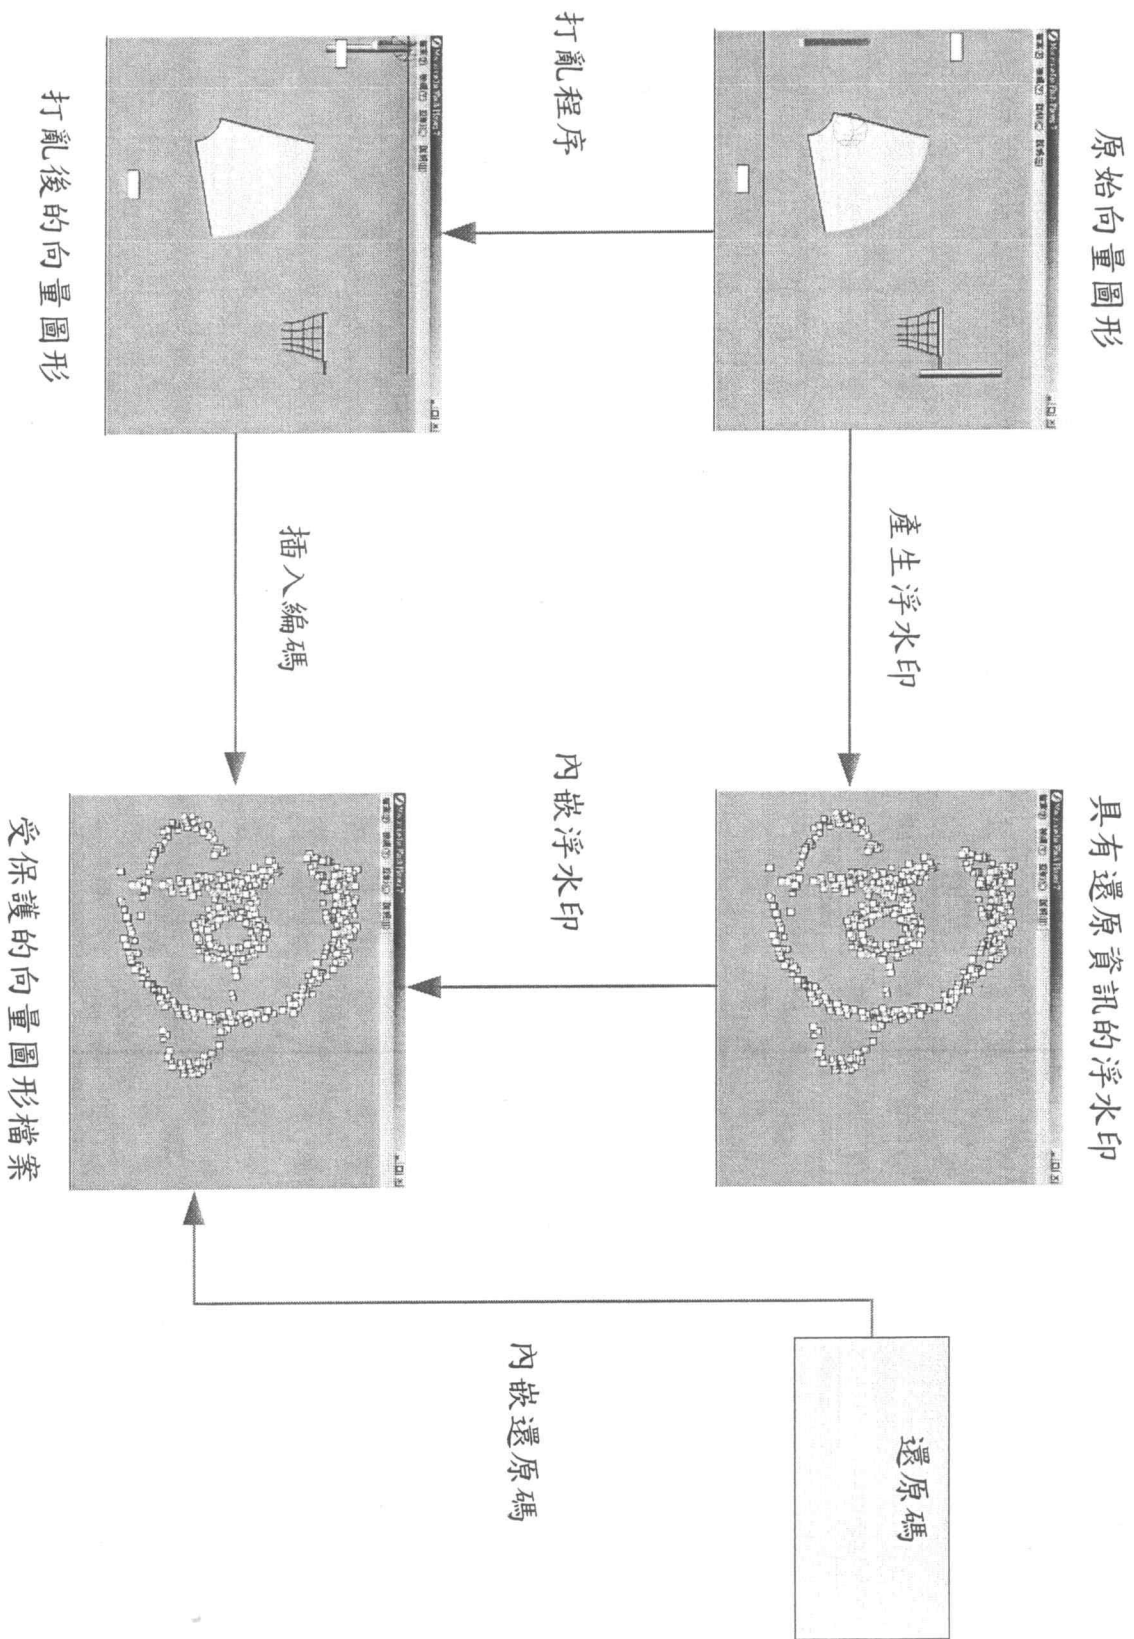 原始向量圖形
產生浮水印
具有還原資訊的浮水印
還原碼
打亂程序
內嵌浮水印
內嵌還原碼
打亂後的向量圖形
插入編碼
受保護的向量圖形檔案